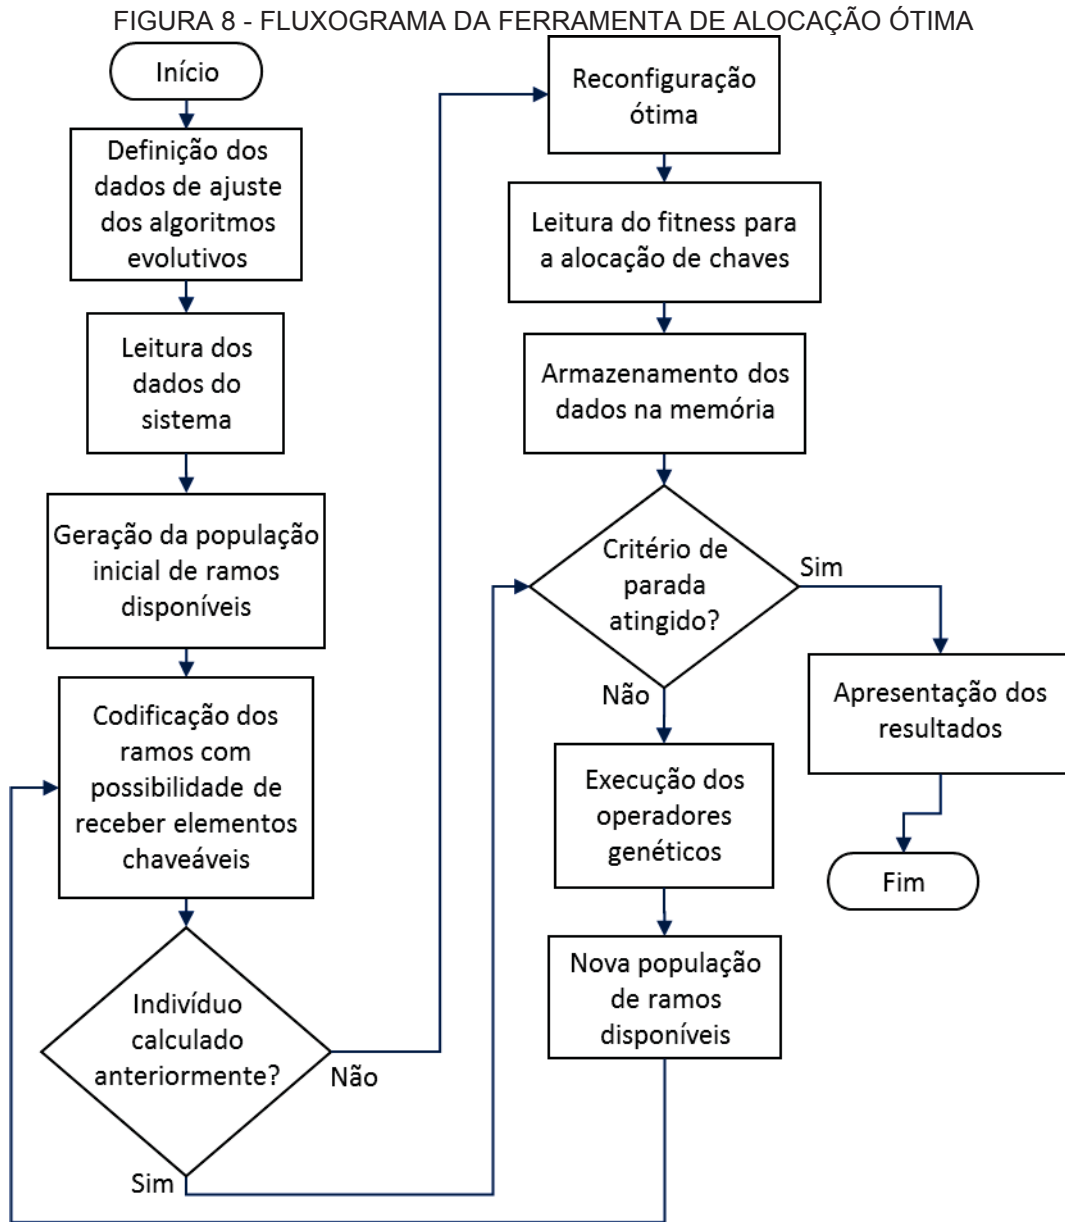 FIGURA 8 - FLUXOGRAMA DA FERRAMENTA DE ALOCAÇÃO ÓTIMA
Início
Definição dos
dados de ajuste
dos algoritmos
evolutivos
Leitura dos
dados do
sistema
Geração da população
inicial de ramos
disponíveis
Codificação dos
ramos com
possibilidade de
receber elementos
chaveáveis
Indivíduo
calculado
anteriormente?
Não
Sim
Reconfiguração
ótima
Leitura do fitness para
a alocação de chaves
Armazenamento dos
dados na memória
Critério de
parada
atingido?
Sim
Não
Execução dos
operadores
genéticos
Nova população
de ramos
disponíveis
Apresentação dos
resultados
Fim